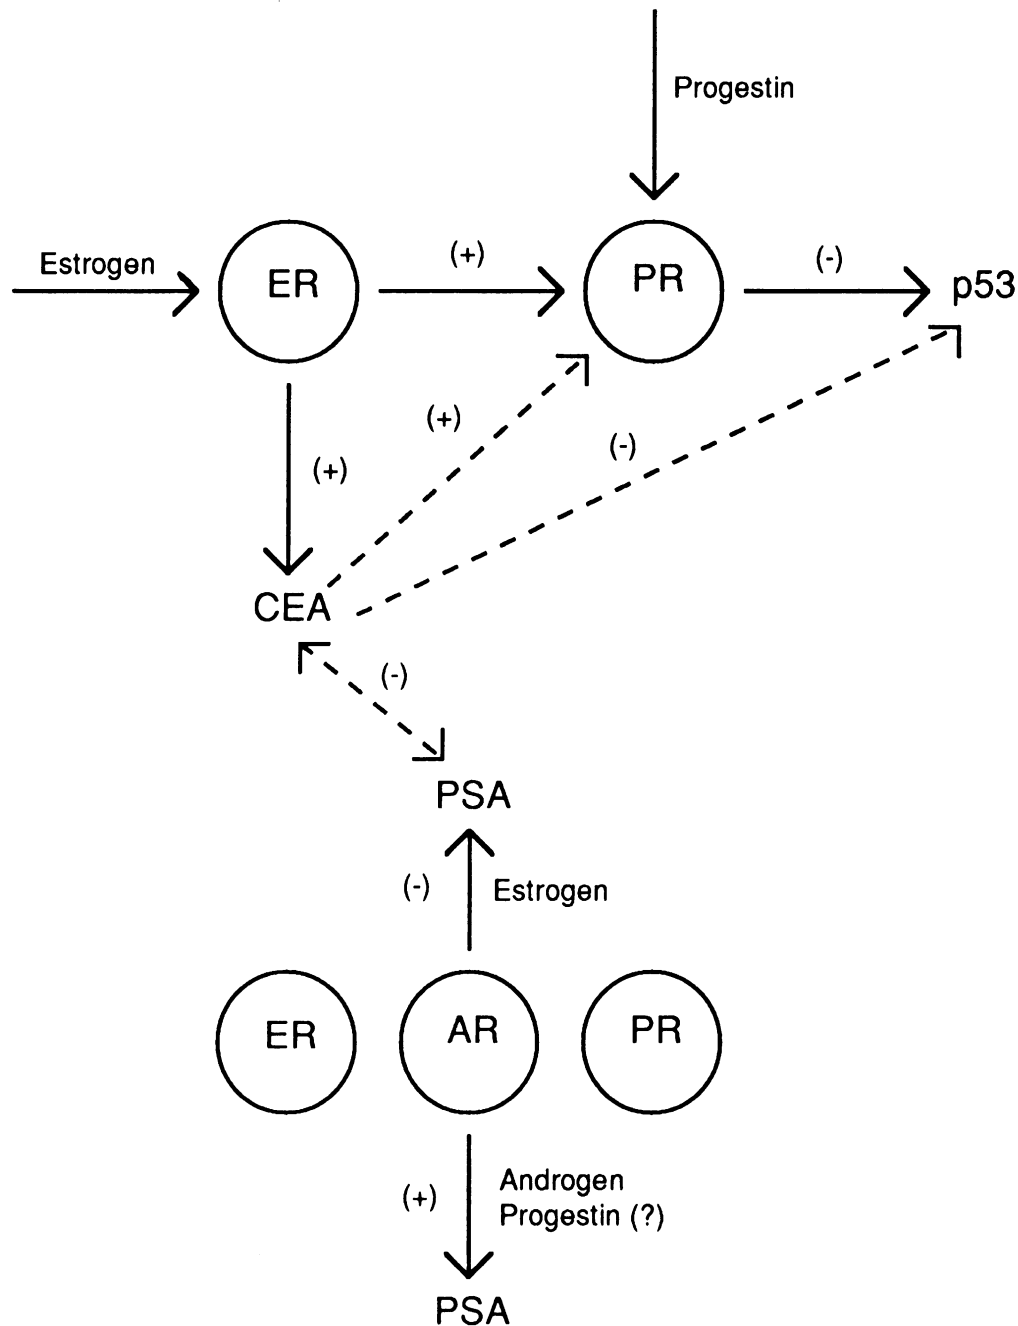 Progestin
Estrogen
ER
(+)
PR
(-)
p53
(+)
(+)
(-)
CEA
(-)
PSA
(-)
Estrogen
ER
AR
PR
(+)
Androgen
Progestin (?)
PSA